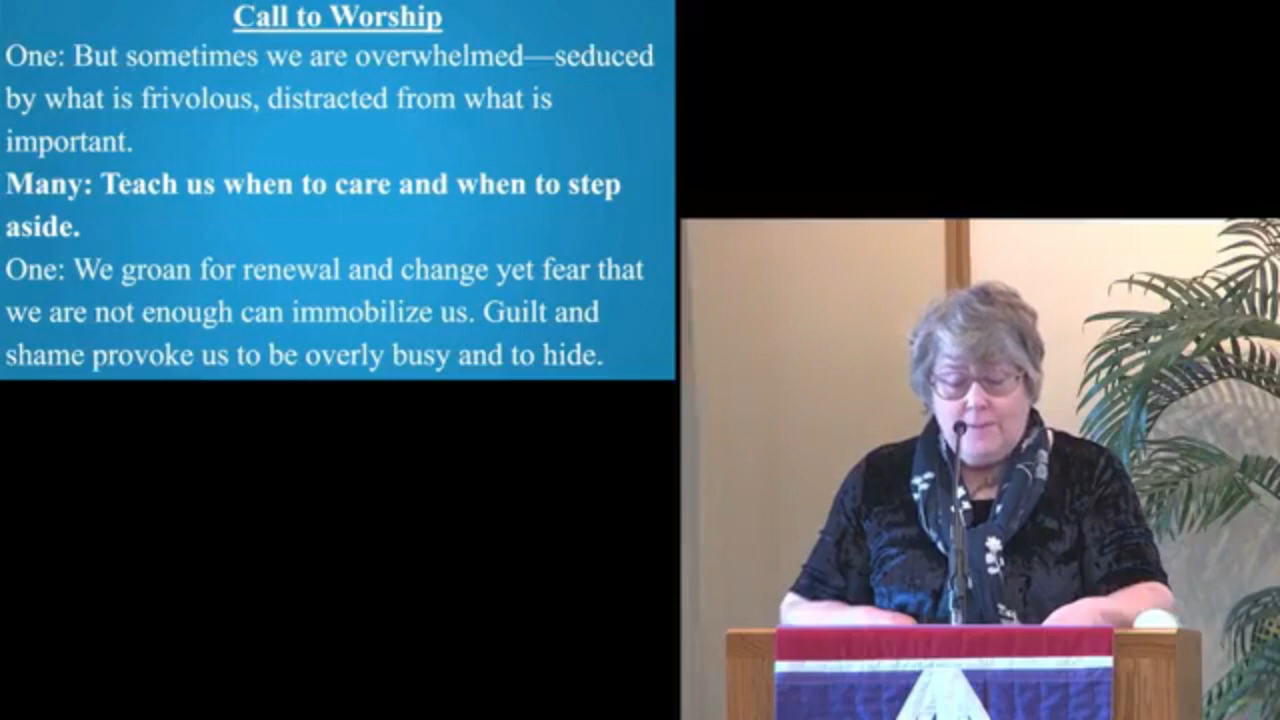 Call to Worship
One: But sometimes we are overwhelmed—seduced
by what is frivolous, distracted from what is
important.
Many: Teach us when to care and when to step
aside.
One: We groan for renewal and change yet fear that
we are not enough can immobilize us. Guilt and
shame provoke us to be overly busy and to hide.